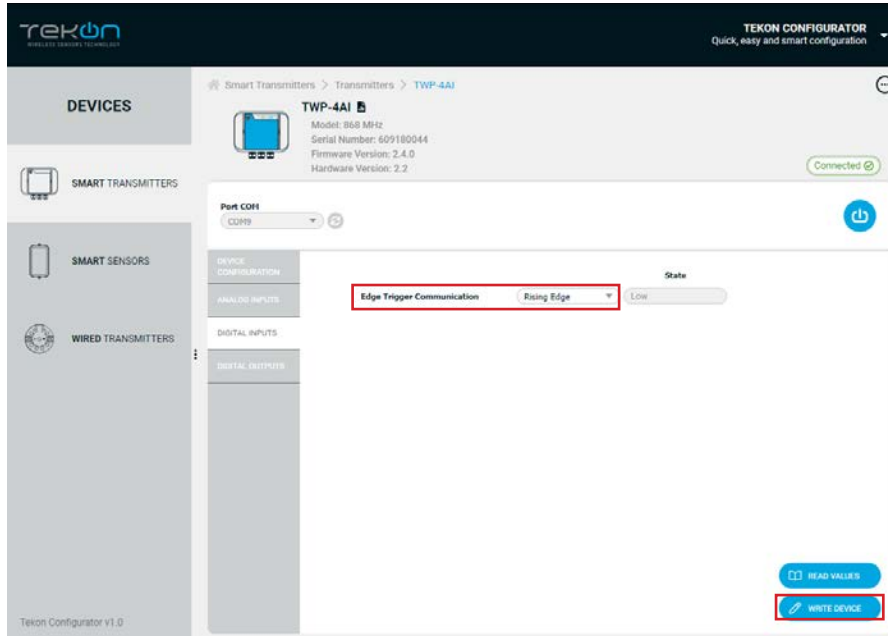 TEKON
WIRELESS SENSORS TECHNOLOGY
TEKON CONFIGURATOR
Quick, easy and smart configuration
DEVICES
SMART TRANSMITTERS
SMART SENSORS
WIRED TRANSMITTERS
Tekon Configurator v1.0
Smart Transmitters > Transmitters > TWP-4AI
TWP-4AI
Model: 868 MHz
Serial Number: 609180044
Firmware Version: 2.4.0
Hardware Version: 2.2
Connected
Port COM
COM9
DEVICE
CONFIGURATION
ANALOG INPUTS
DIGITAL INPUTS
DIGITAL OUTPUTS
State
Edge Trigger Communication Rising Edge Low
READ VALUES
WRITE DEVICE